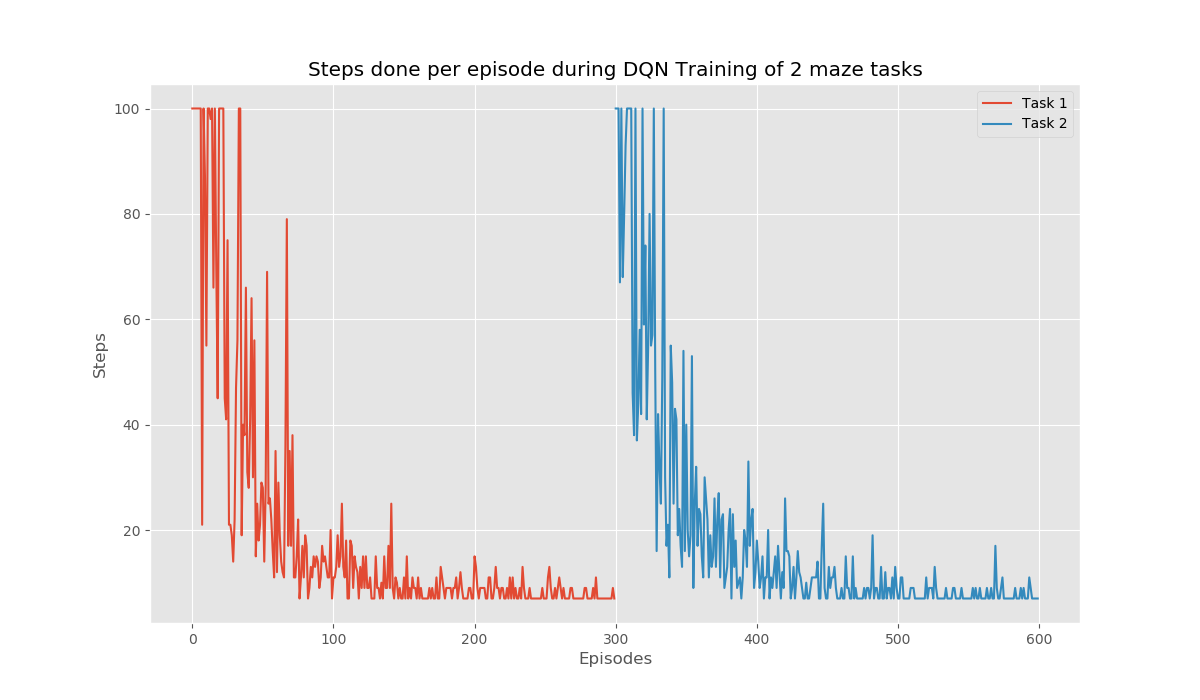 Steps done per episode during DQN Training of 2 maze tasks
Task 1
Task 2
100
80
60
40
20
Steps
0 100 200 300 400 500 600
Episodes